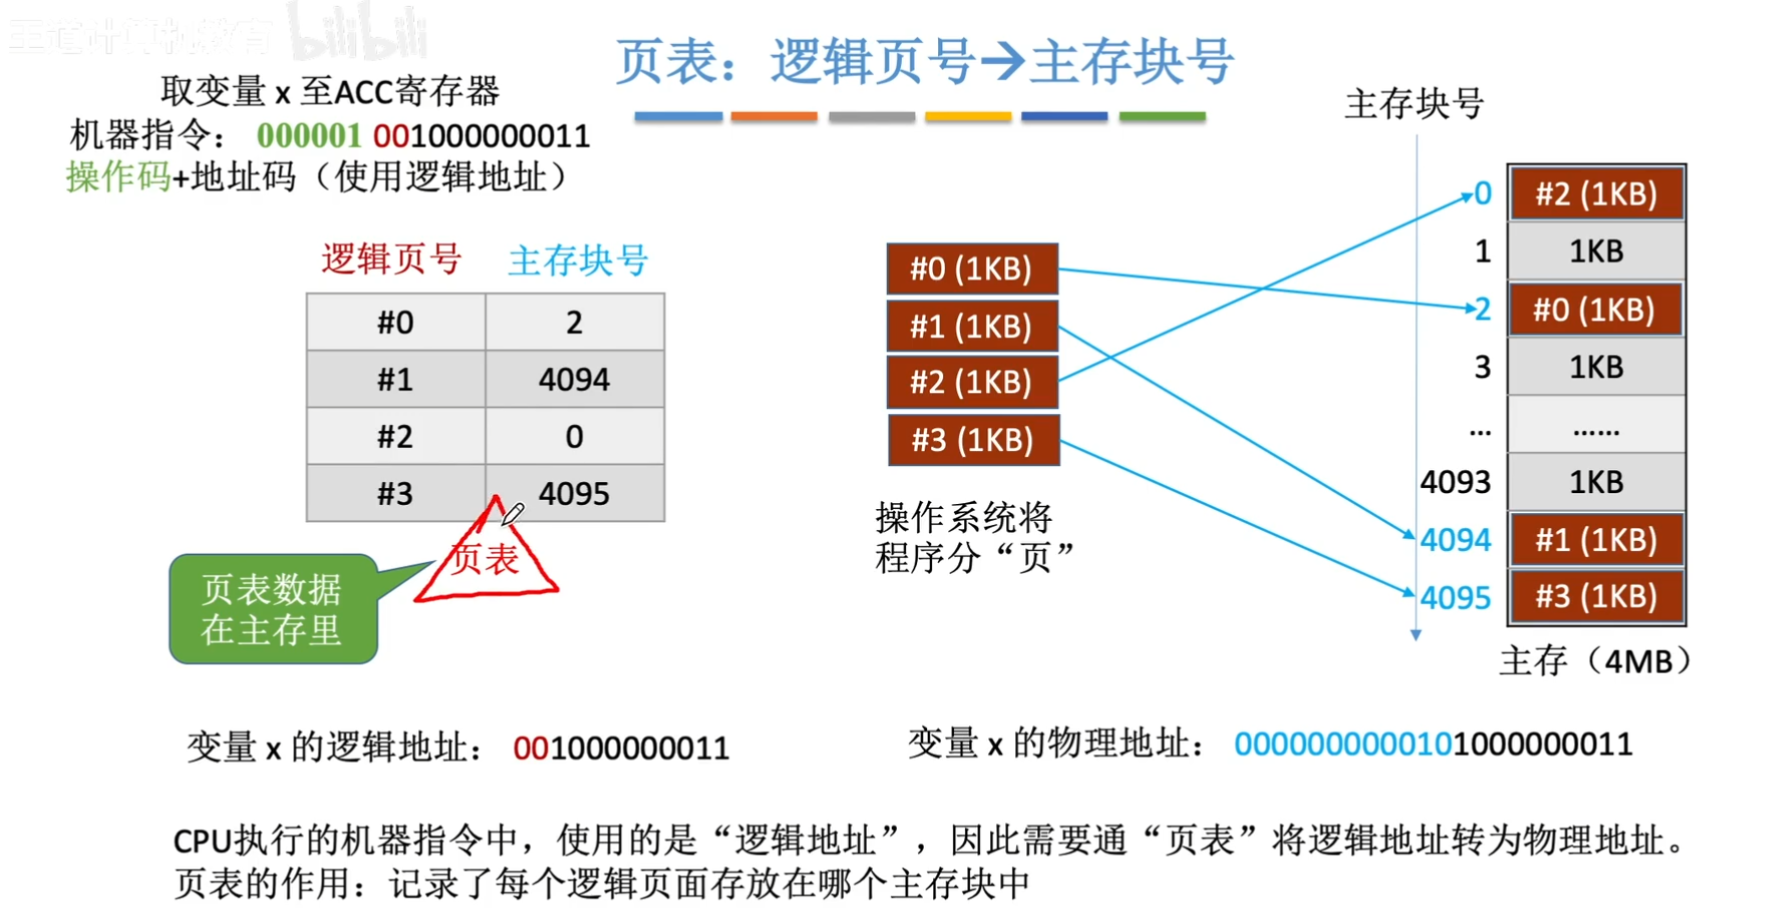 王道计算机教育 bilibili
页表：逻辑页号→主存块号
取变量 x 至ACC寄存器
机器指令： 000001 001000000011
操作码+地址码（使用逻辑地址）
逻辑页号 主存块号
#0 2
#1 4094
#2 0
#3 4095
页表
页表数据
在主存里
#0 (1KB)
#1 (1KB)
#2 (1KB)
#3 (1KB)
操作系统将
程序分“页”
主存块号
0 #2 (1KB)
1 1KB
2 #0 (1KB)
3 1KB
... ……
4093 1KB
4094 #1 (1KB)
4095 #3 (1KB)
主存（4MB）
变量 x 的逻辑地址： 001000000011
变量 x 的物理地址： 0000000000101000000011
CPU执行的机器指令中，使用的是“逻辑地址”，因此需要通“页表”将逻辑地址转为物理地址。
页表的作用：记录了每个逻辑页面存放在哪个主存块中